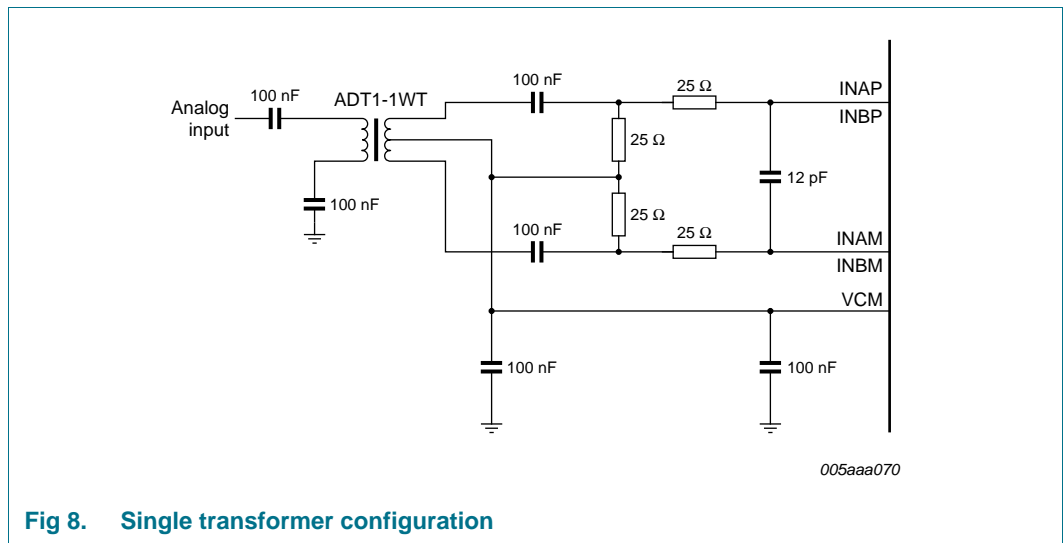 100 nF
25 Ω
INAP
100 nF
ADT1-1WT
Analog
input
INBP
25 Ω
12 pF
100 nF
25 Ω
100 nF
25 Ω
INAM
INBM
VCM
100 nF
100 nF
005aaa070
Fig 8. Single transformer configuration